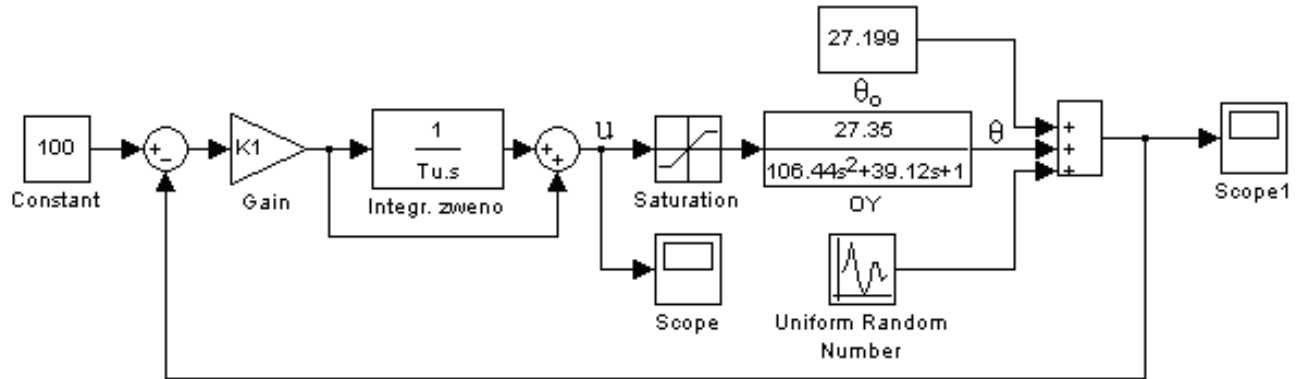 27.199
θo
100
Constant
+
−
K1
Gain
1
Tu.s
Integr. zweno
+
+
u
Saturation
27.35
106.44s²+39.12s+1
OY
θ
+
+
+
Scope1
Scope
Uniform Random
Number